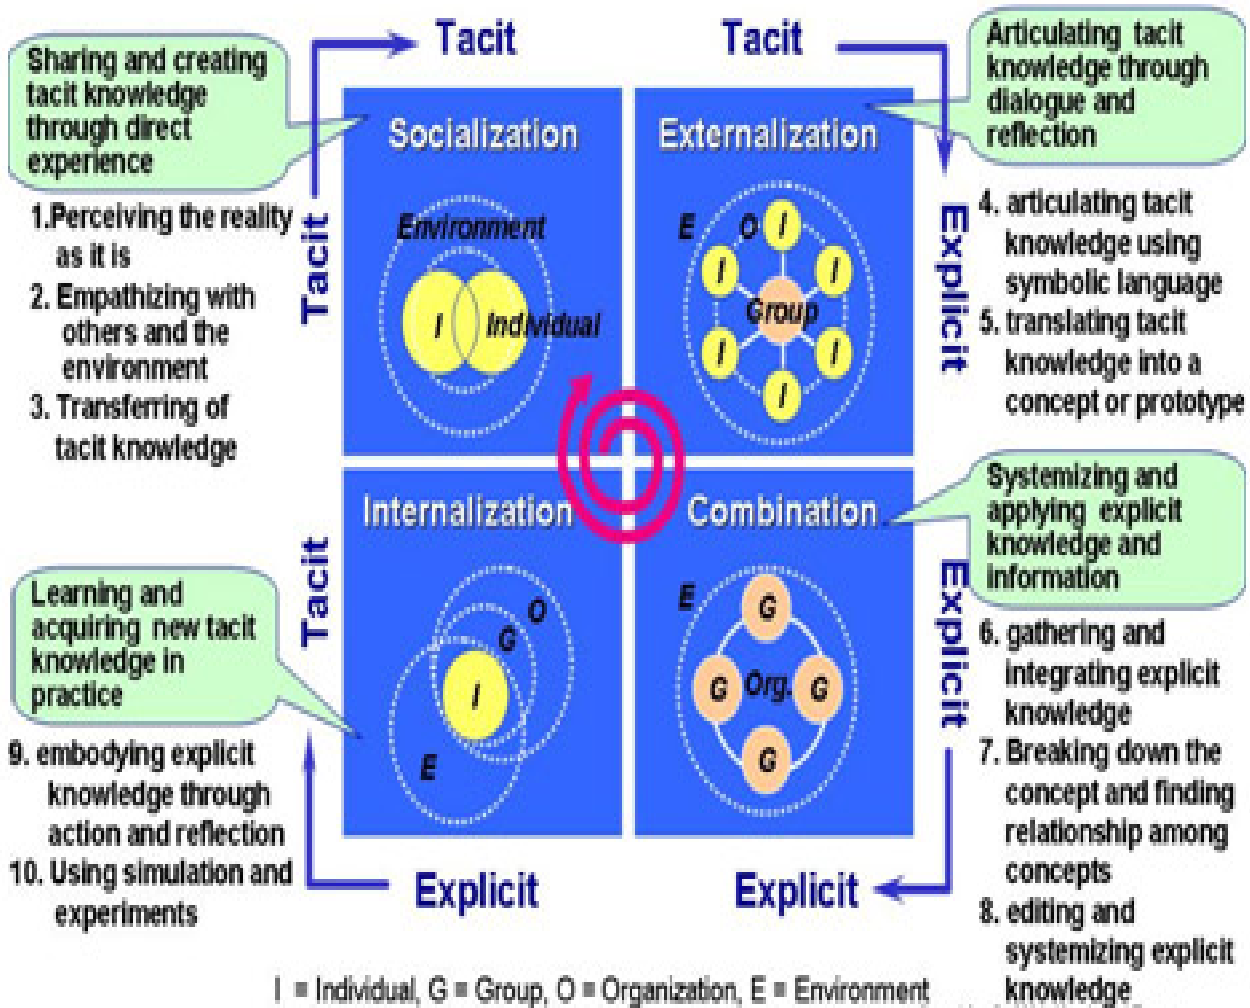 Tacit
Tacit
Sharing and creating
tacit knowledge
through direct
experience
Articulating tacit
knowledge through
dialogue and
reflection
Socialization
Externalization
1.Perceiving the reality
as it is
2. Empathizing with
others and the
environment
3. Transferring of
tacit knowledge
Tacit
Environment
I
Individual
E
O
I
I
I
Group
I
I
I
Explicit
4. articulating tacit
knowledge using
symbolic language
5. translating tacit
knowledge into a
concept or prototype
Internalization
Combination
Systemizing and
applying explicit
knowledge and
information
Tacit
Learning and
acquiring new tacit
knowledge in
practice
O
G
I
E
E
G
G
Org.
G
G
Explicit
6. gathering and
integrating explicit
knowledge
7. Breaking down the
concept and finding
relationship among
concepts
8. editing and
systemizing explicit
knowledge
9. embodying explicit
knowledge through
action and reflection
10. Using simulation and
experiments
Explicit
Explicit
I = Individual, G = Group, O = Organization, E = Environment